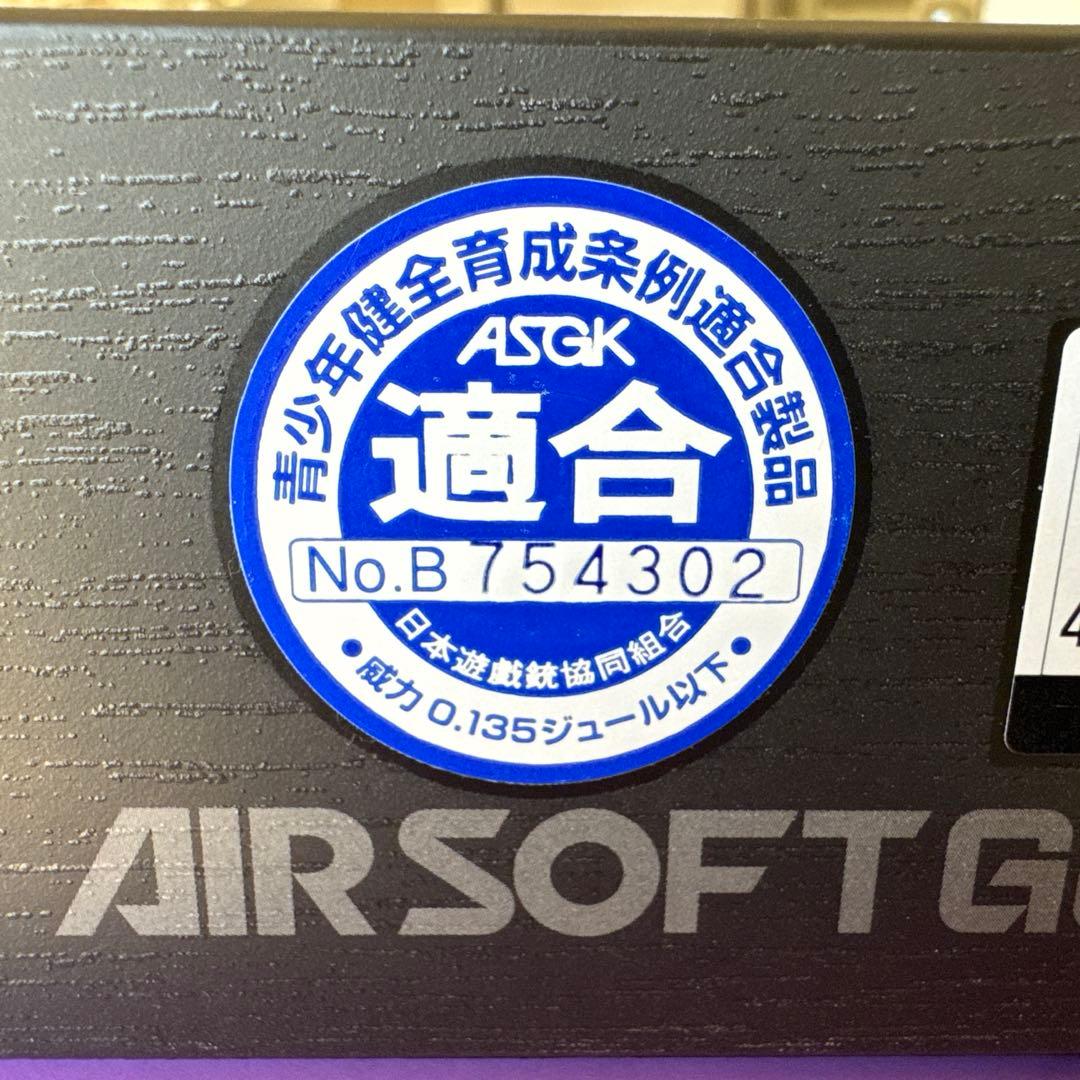 青少年健全育成条例適合製品
ASGK
適合
No.B 754302
日本遊戯銃協同組合
・威力0.135ジュール以下・
AIRSOFT G
4